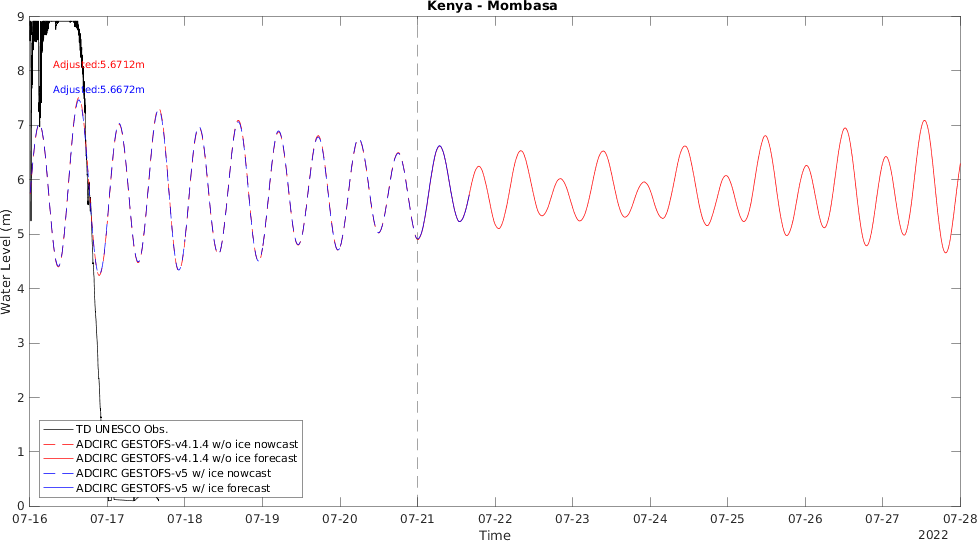 Kenya - Mombasa
9
8
7
6
5
4
3
2
1
0
Water Level (m)
Adjusted:5.6712m
Adjusted:5.6672m
TD UNESCO Obs.
ADCIRC GESTOFS-v4.1.4 w/o ice nowcast
ADCIRC GESTOFS-v4.1.4 w/o ice forecast
ADCIRC GESTOFS-v5 w/ ice nowcast
ADCIRC GESTOFS-v5 w/ ice forecast
07-16 07-17 07-18 07-19 07-20 07-21 07-22 07-23 07-24 07-25 07-26 07-27 07-28
Time
2022